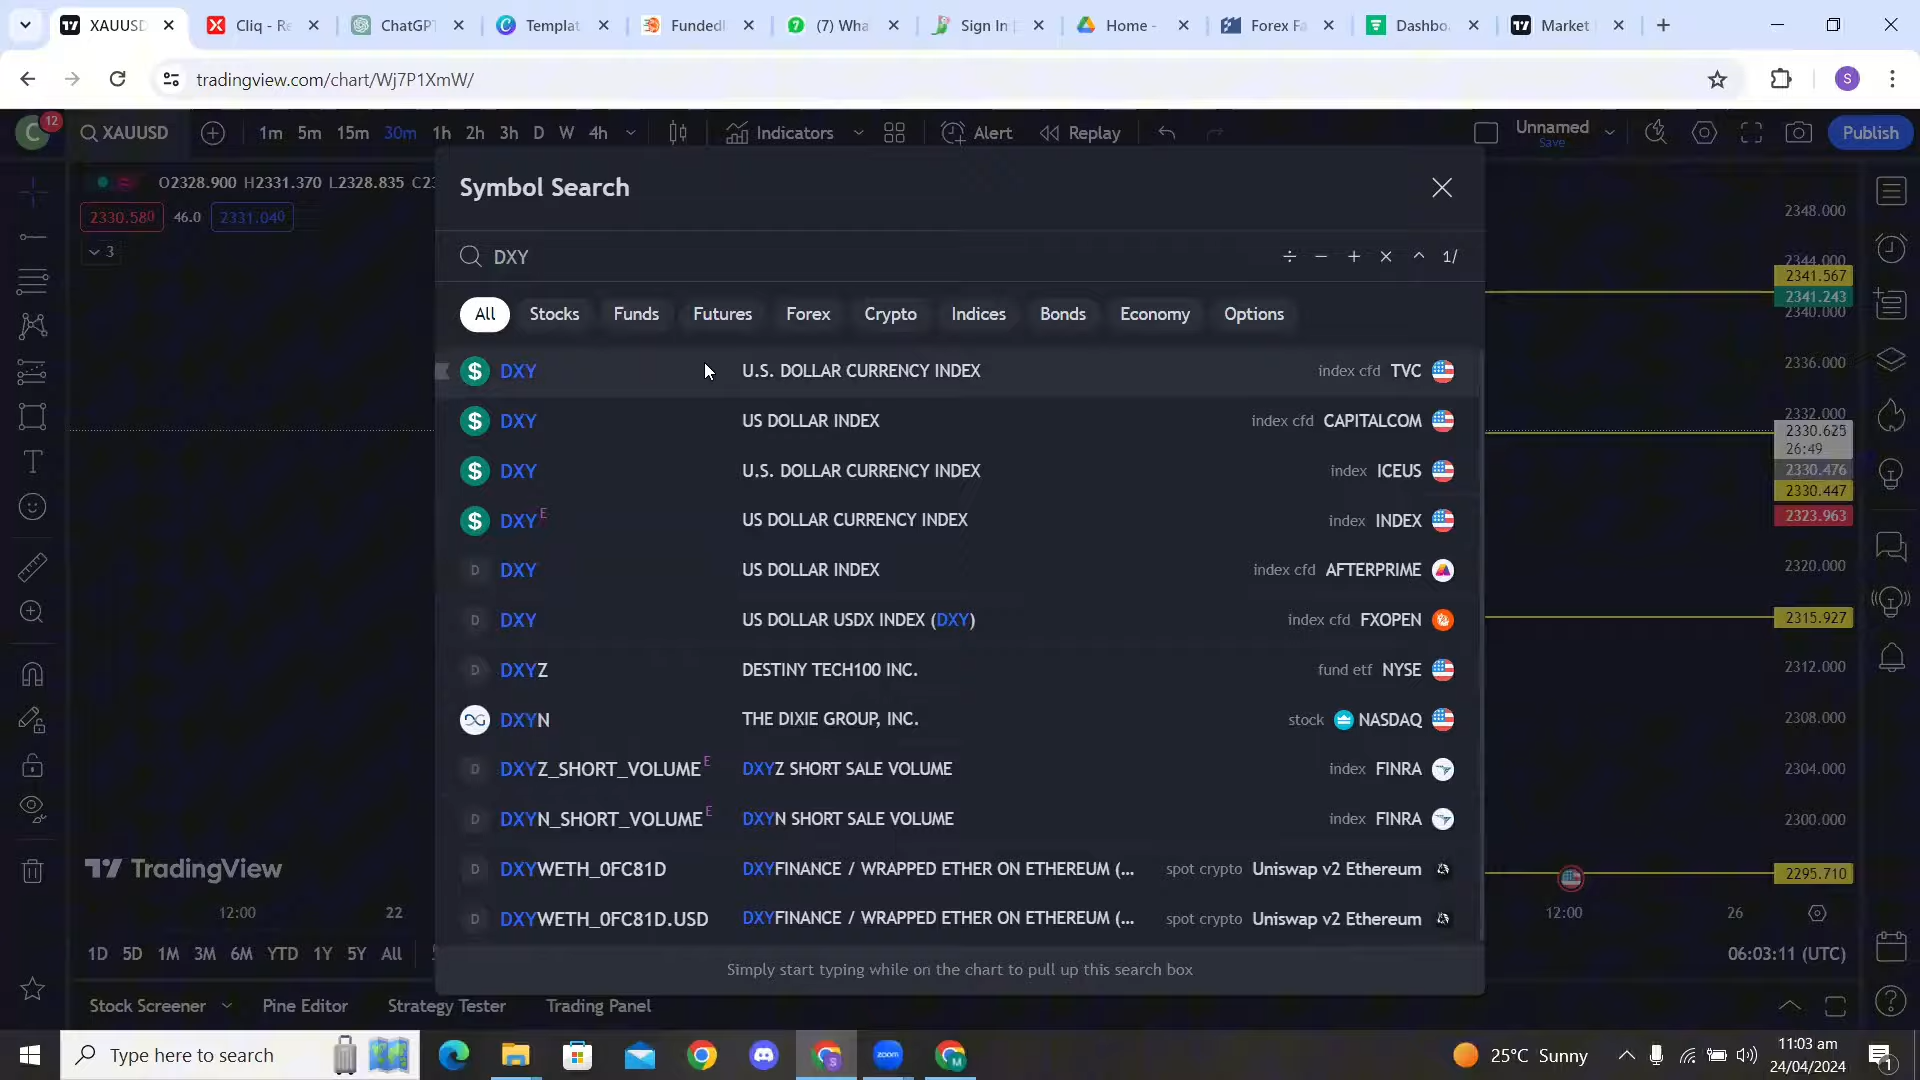 XAUUSD
Cliq - Re
ChatGPT
Templat
Funded
(7) Wha
Sign In
Home -
Forex Fa
Dashbo
Market
tradingview.com/chart/Wj7P1XmW/
S
C 12
XAUUSD 1m 5m 15m 30m 1h 2h 3h D W 4h Indicators Alert Replay Unnamed Save Publish
O2328.900 H2331.370 L2328.835 C23
2330.580 46.0 2331.040
3
Symbol Search
DXY
÷ − + × ^ 1/
All Stocks Funds Futures Forex Crypto Indices Bonds Economy Options
DXY U.S. DOLLAR CURRENCY INDEX index cfd TVC
DXY US DOLLAR INDEX index cfd CAPITALCOM
DXY U.S. DOLLAR CURRENCY INDEX index ICEUS
DXY E US DOLLAR CURRENCY INDEX index INDEX
D DXY US DOLLAR INDEX index cfd AFTERPRIME
D DXY US DOLLAR USDX INDEX (DXY) index cfd FXOPEN
D DXYZ DESTINY TECH100 INC. fund etf NYSE
DXYN THE DIXIE GROUP, INC. stock NASDAQ
D DXYZ_SHORT_VOLUME E DXYZ SHORT SALE VOLUME index FINRA
D DXYN_SHORT_VOLUME E DXYN SHORT SALE VOLUME index FINRA
D DXYWETH_0FC81D DXYFINANCE / WRAPPED ETHER ON ETHEREUM (... spot crypto Uniswap v2 Ethereum
D DXYWETH_0FC81D.USD DXYFINANCE / WRAPPED ETHER ON ETHEREUM (... spot crypto Uniswap v2 Ethereum
Simply start typing while on the chart to pull up this search box
2348.000
2344.000
2341.567
2341.243
2340.000
2336.000
2332.000
2330.625
26:49
2330.476
2330.447
2323.963
2320.000
2315.927
2312.000
2308.000
2304.000
2300.000
2295.710
TradingView
12:00 22 12:00 26
1D 5D 1M 3M 6M YTD 1Y 5Y All
06:03:11 (UTC)
Stock Screener Pine Editor Strategy Tester Trading Panel
Type here to search
zoom
25°C Sunny
11:03 am
24/04/2024
1